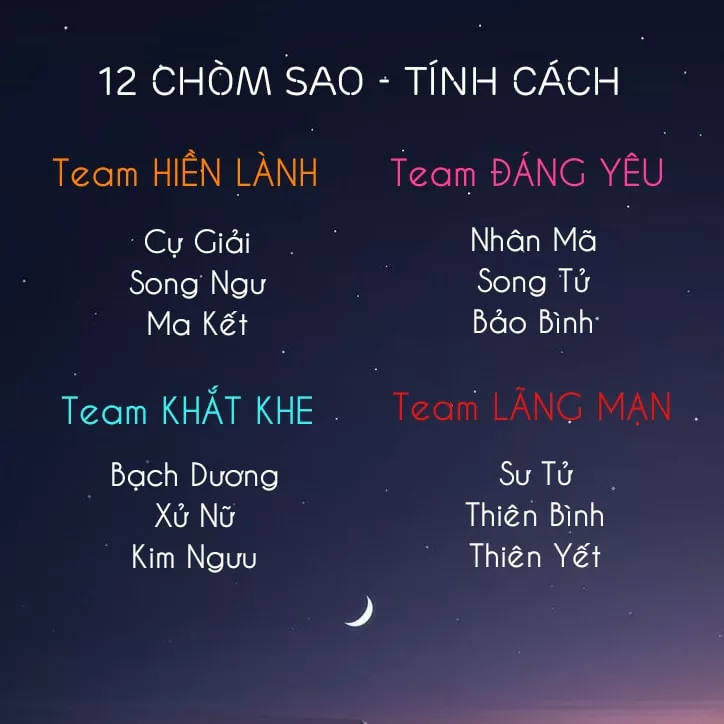 12 CHÒM SAO - TÍNH CÁCH
Team HIỀN LÀNH
Cự Giải
Song Ngư
Ma Kết
Team ĐÁNG YÊU
Nhân Mã
Song Tử
Bảo Bình
Team KHẮT KHE
Bạch Dương
Xử Nữ
Kim Ngưu
Team LÃNG MẠN
Sư Tử
Thiên Bình
Thiên Yết